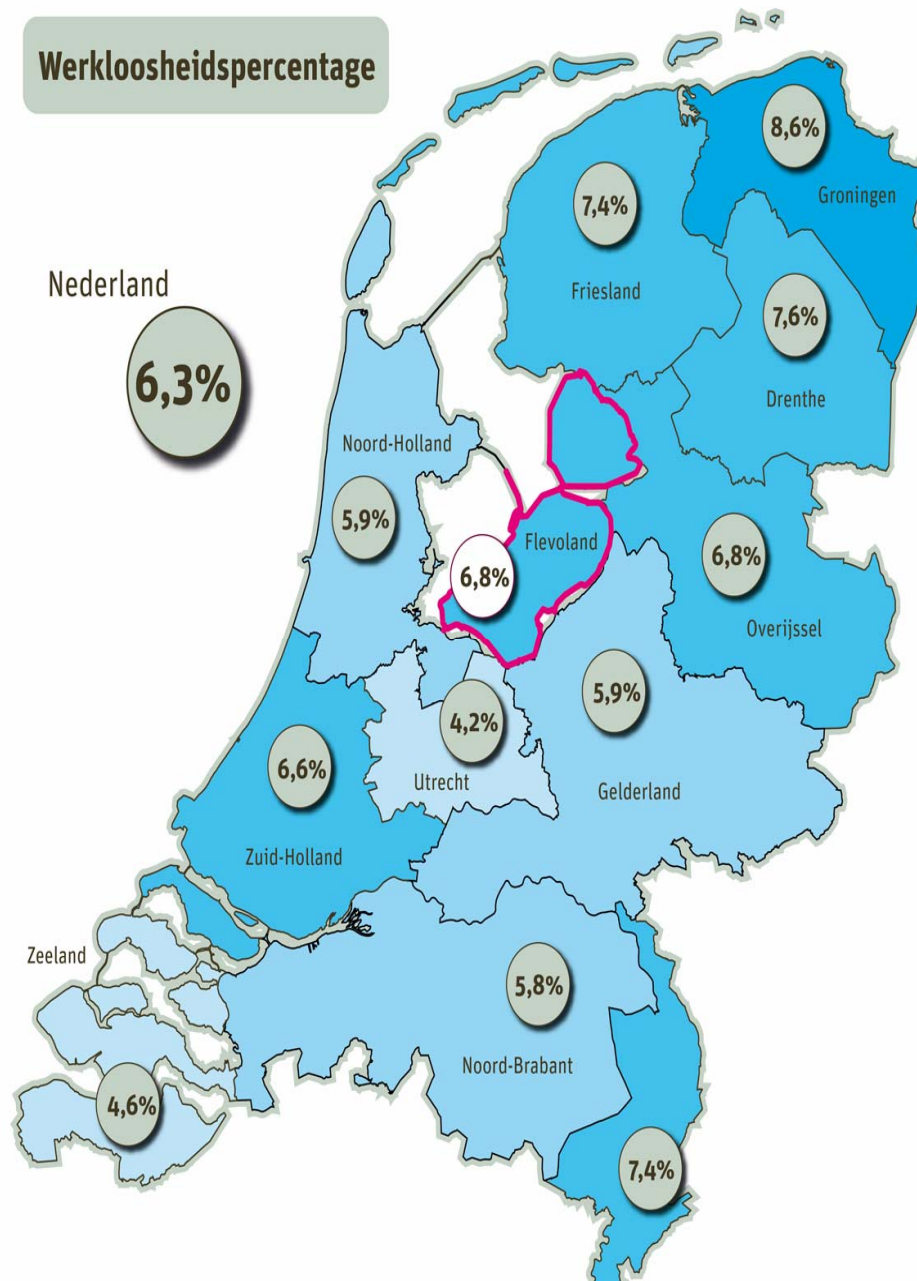 Werkloosheidspercentage
8,6%
Groningen
7,4%
Friesland
Nederland
6,3%
7,6%
Drenthe
Noord-Holland
5,9%
Flevoland
6,8%
6,8%
Overijssel
5,9%
Gelderland
4,2%
Utrecht
6,6%
Zuid-Holland
Zeeland
4,6%
5,8%
Noord-Brabant
7,4%